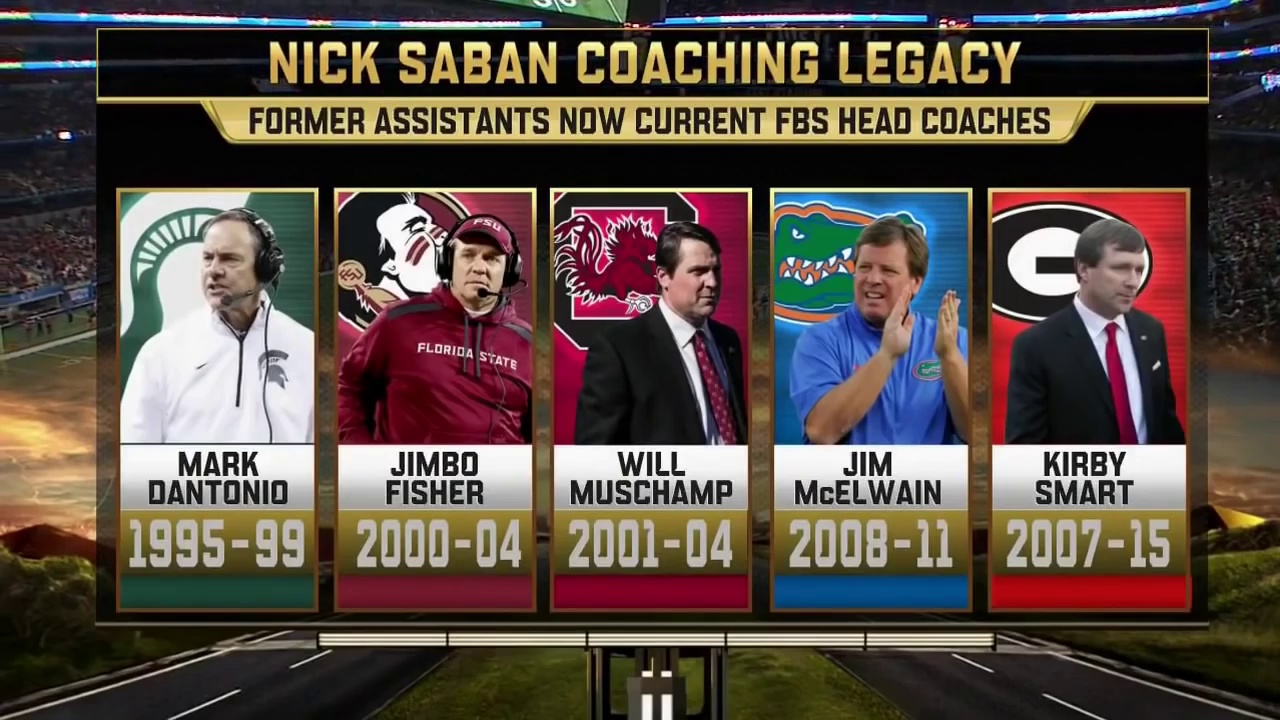 NICK SABAN COACHING LEGACY
FORMER ASSISTANTS NOW CURRENT FBS HEAD COACHES
FSU
FLORIDA STATE
MARK
DANTONIO
1995-99
JIMBO
FISHER
2000-04
WILL
MUSCHAMP
2001-04
JIM
McELWAIN
2008-11
KIRBY
SMART
2007-15